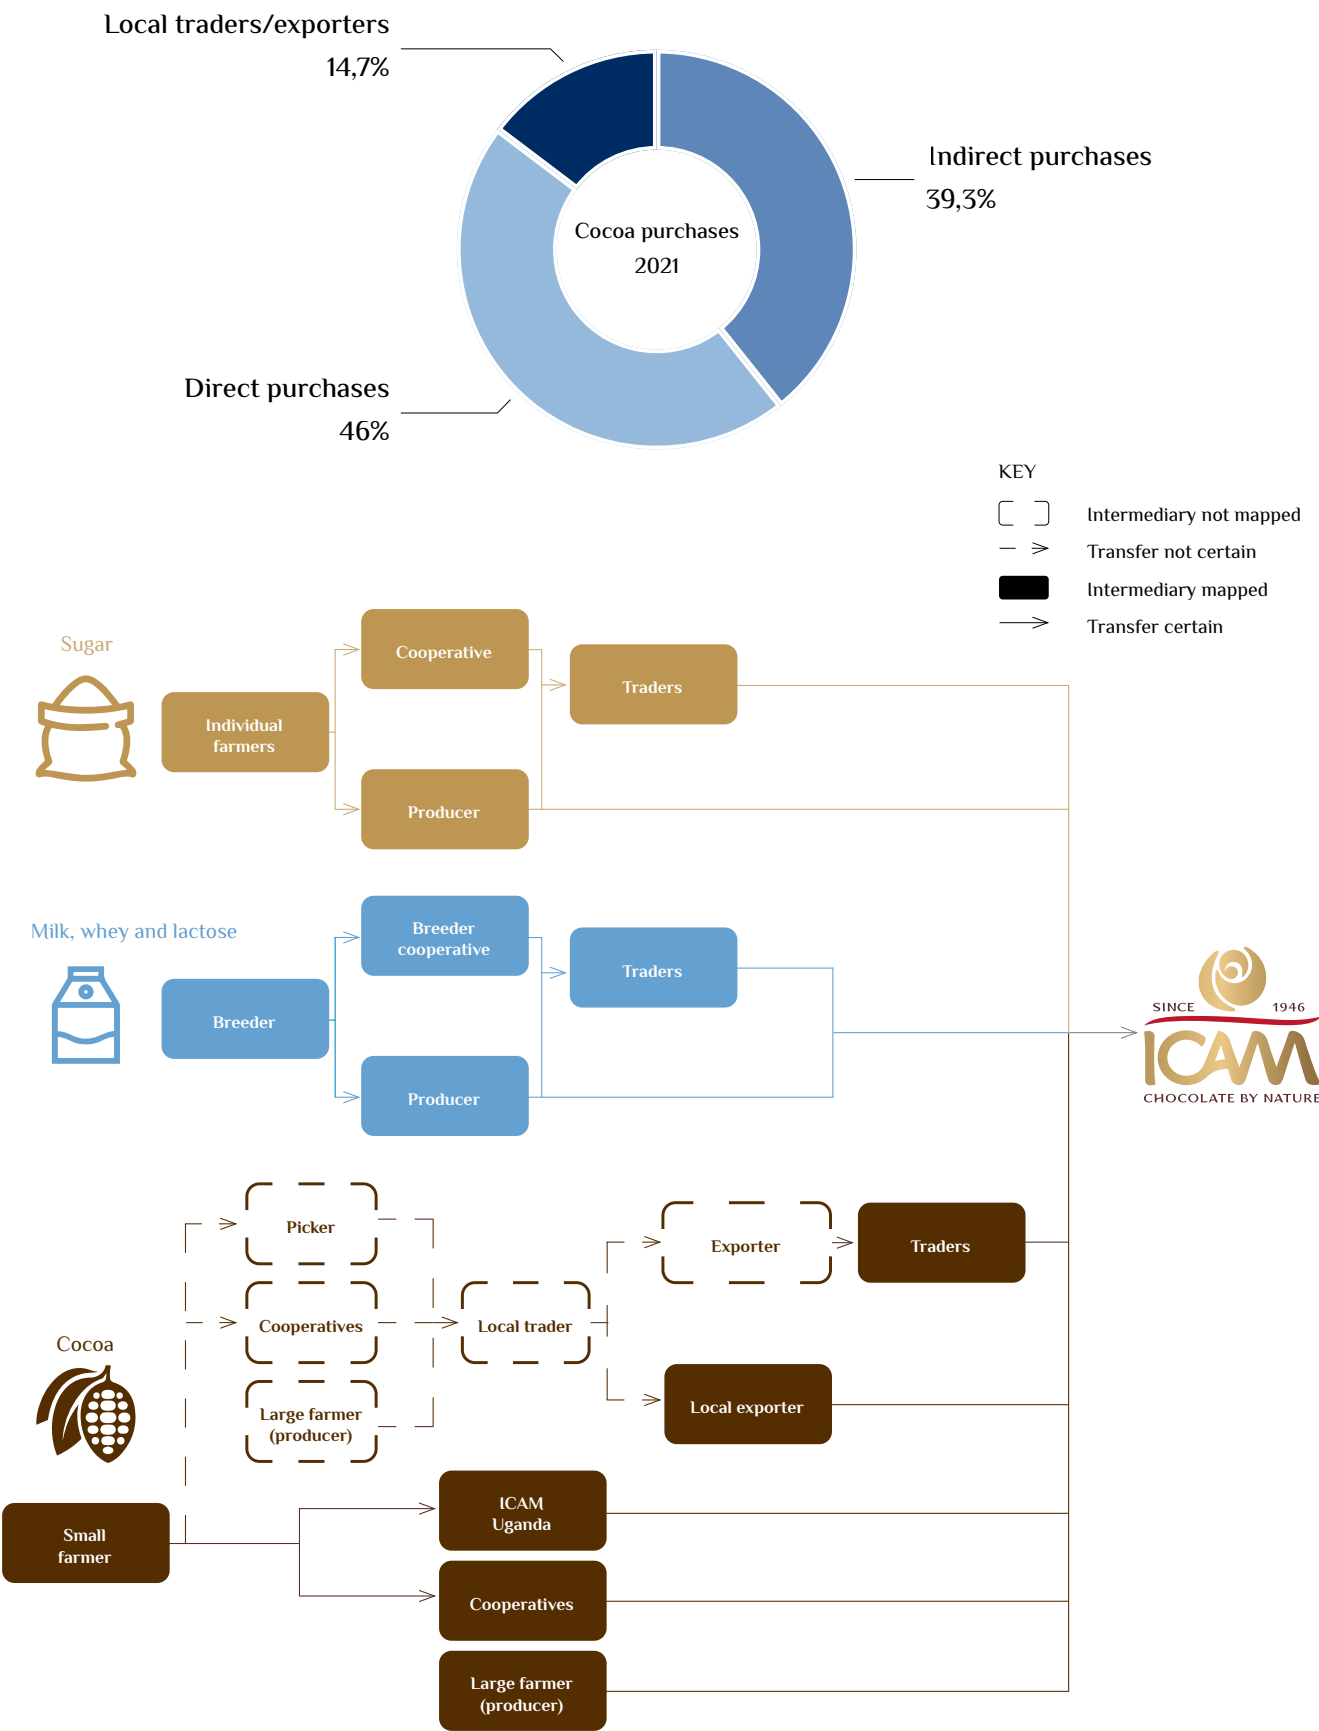 Local traders/exporters
14,7%
Indirect purchases
39,3%
Cocoa purchases
2021
Direct purchases
46%
KEY
Intermediary not mapped
Transfer not certain
Intermediary mapped
Transfer certain
Sugar
Individual
farmers
Cooperative
Producer
Traders
Milk, whey and lactose
Breeder
Breeder
cooperative
Producer
Traders
SINCE 1946
ICAM
CHOCOLATE BY NATURE
Cocoa
Small
farmer
Picker
Cooperatives
Large farmer
(producer)
Local trader
Exporter
Traders
Local exporter
ICAM
Uganda
Cooperatives
Large farmer
(producer)